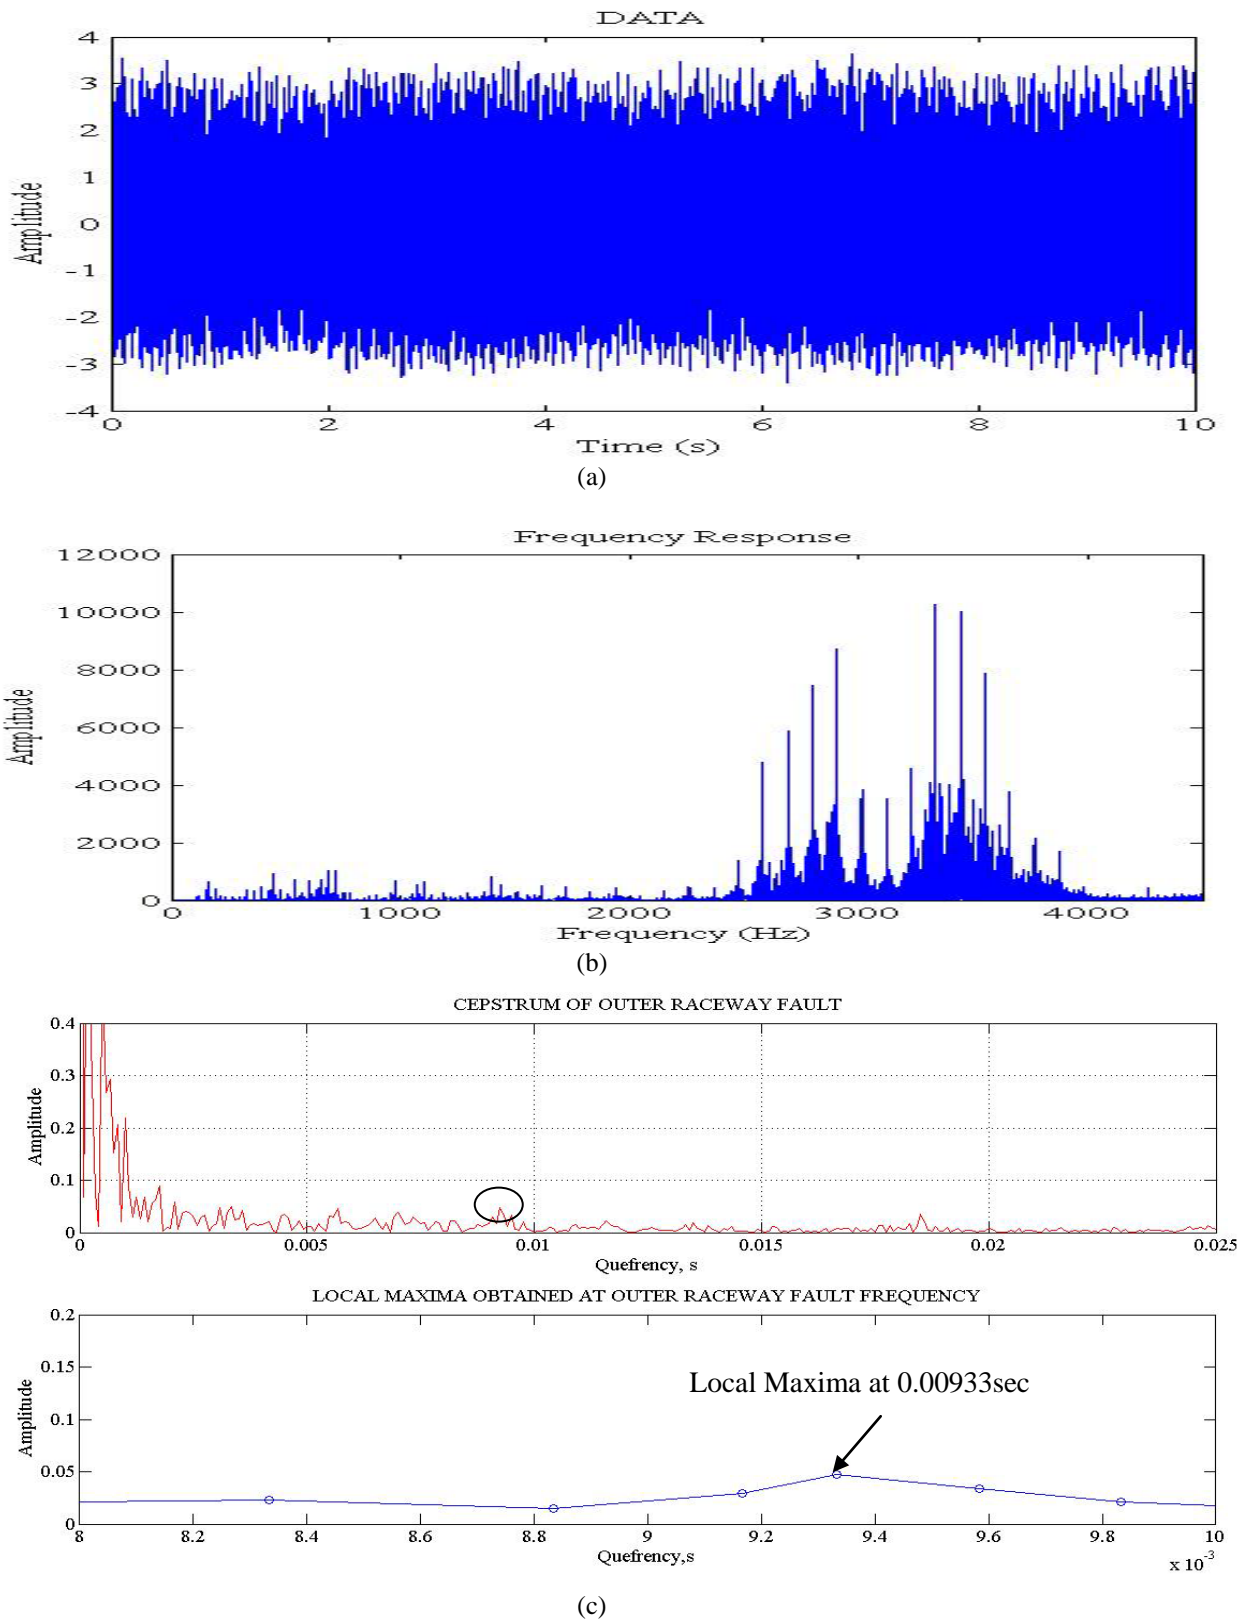 DATA
4
3
2
1
0
-1
-2
-3
-4
Amplitude
0 2 4 6 8 10
Time (s)
(a)
Frequency Response
12000
10000
8000
6000
4000
2000
0
Amplitude
0 1000 2000 3000 4000
Frequency (Hz)
(b)
CEPSTRUM OF OUTER RACEWAY FAULT
0.4
0.3
0.2
0.1
0
Amplitude
0 0.005 0.01 0.015 0.02 0.025
Quefrency, s
LOCAL MAXIMA OBTAINED AT OUTER RACEWAY FAULT FREQUENCY
0.2
0.15
0.1
0.05
0
Amplitude
Local Maxima at 0.00933sec
8 8.2 8.4 8.6 8.8 9 9.2 9.4 9.6 9.8 10
Quefrency,s
x 10⁻³
(c)